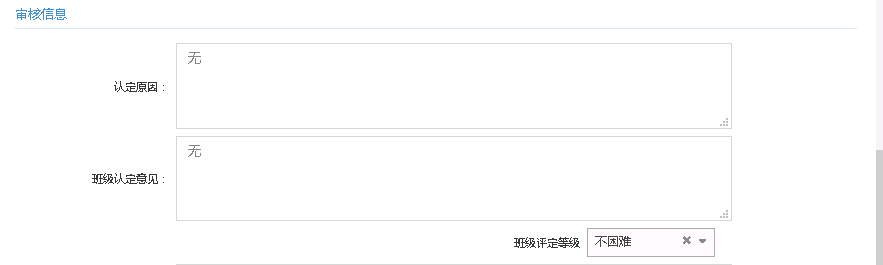 审核信息
无
认定原因：
无
班级认定意见：
班级评定等级 不困难